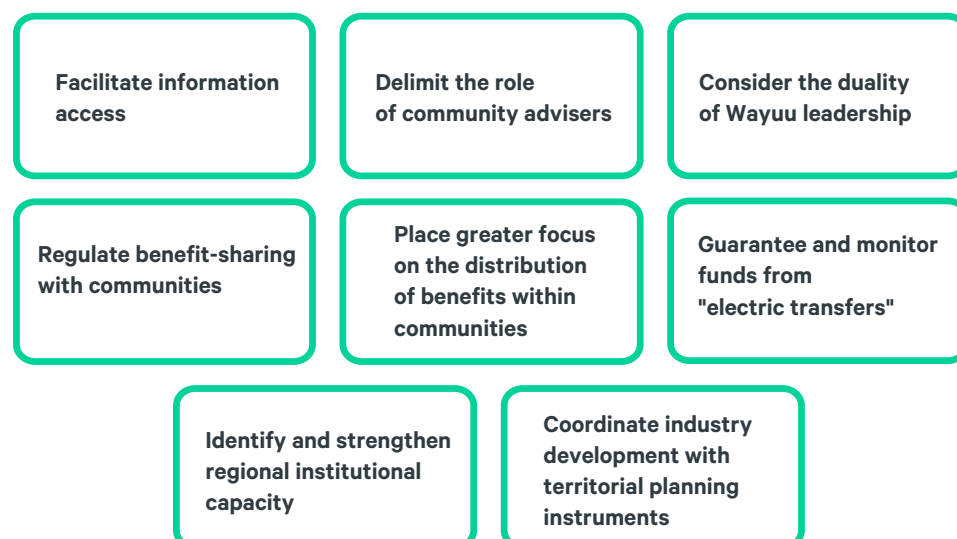 Facilitate information
access
Delimit the role
of community advisers
Consider the duality
of Wayuu leadership
Regulate benefit-sharing
with communities
Place greater focus
on the distribution
of benefits within
communities
Guarantee and monitor
funds from
"electric transfers"
Identify and strengthen
regional institutional
capacity
Coordinate industry
development with
territorial planning
instruments